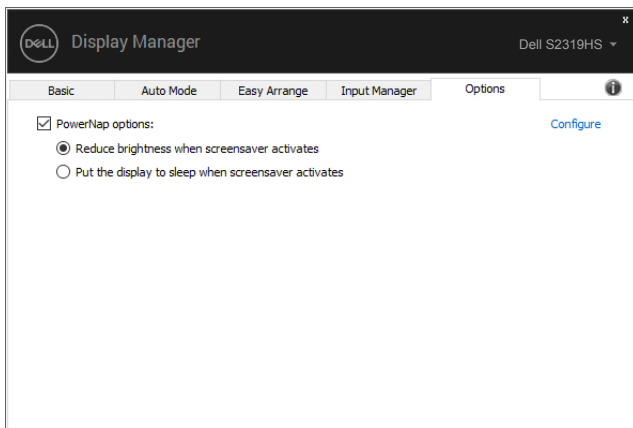 x
DELL Display Manager Dell S2319HS
Basic Auto Mode Easy Arrange Input Manager Options i
PowerNap options: Configure
Reduce brightness when screensaver activates
Put the display to sleep when screensaver activates